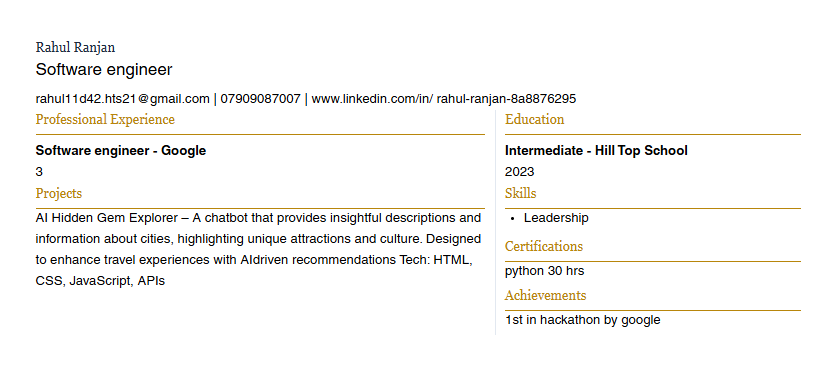 Rahul Ranjan
Software engineer
rahul11d42.hts21@gmail.com | 07909087007 | www.linkedin.com/in/ rahul-ranjan-8a8876295
Professional Experience
Software engineer - Google
3
Projects
AI Hidden Gem Explorer – A chatbot that provides insightful descriptions and
information about cities, highlighting unique attractions and culture. Designed
to enhance travel experiences with AIdriven recommendations Tech: HTML,
CSS, JavaScript, APIs
Education
Intermediate - Hill Top School
2023
Skills
• Leadership
Certifications
python 30 hrs
Achievements
1st in hackathon by google